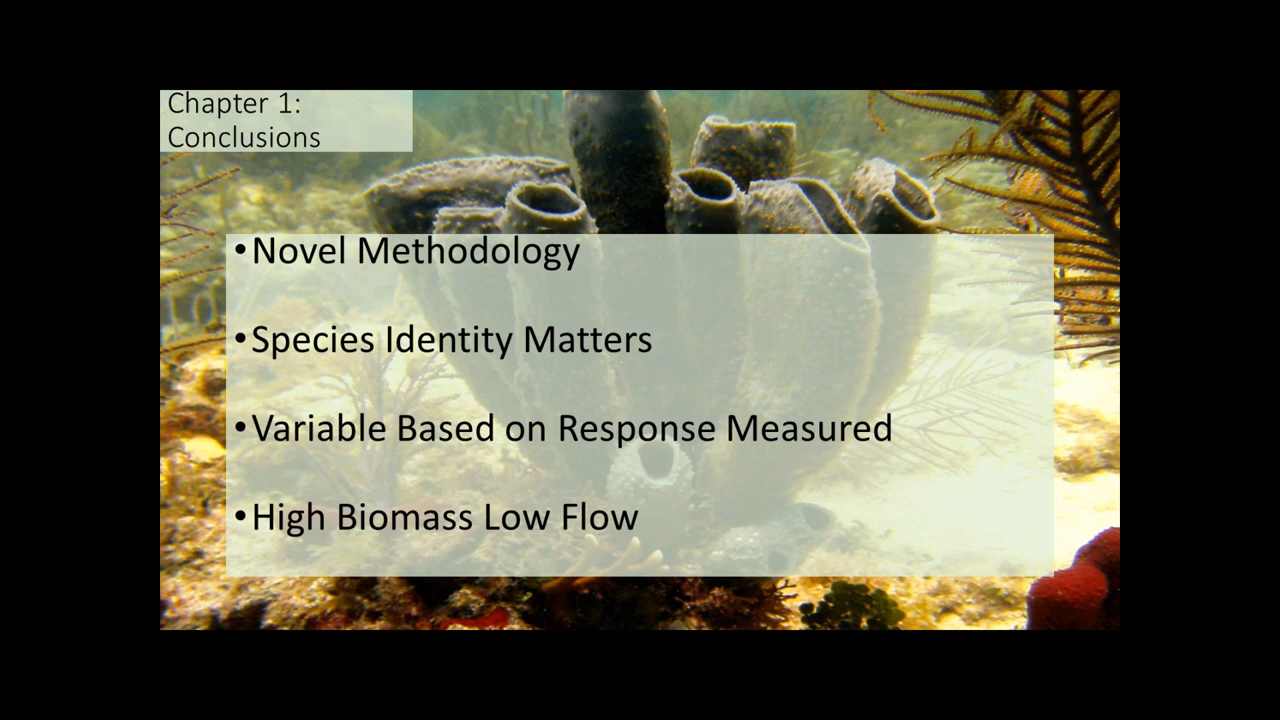 Chapter 1:
Conclusions
•Novel Methodology
•Species Identity Matters
•Variable Based on Response Measured
•High Biomass Low Flow